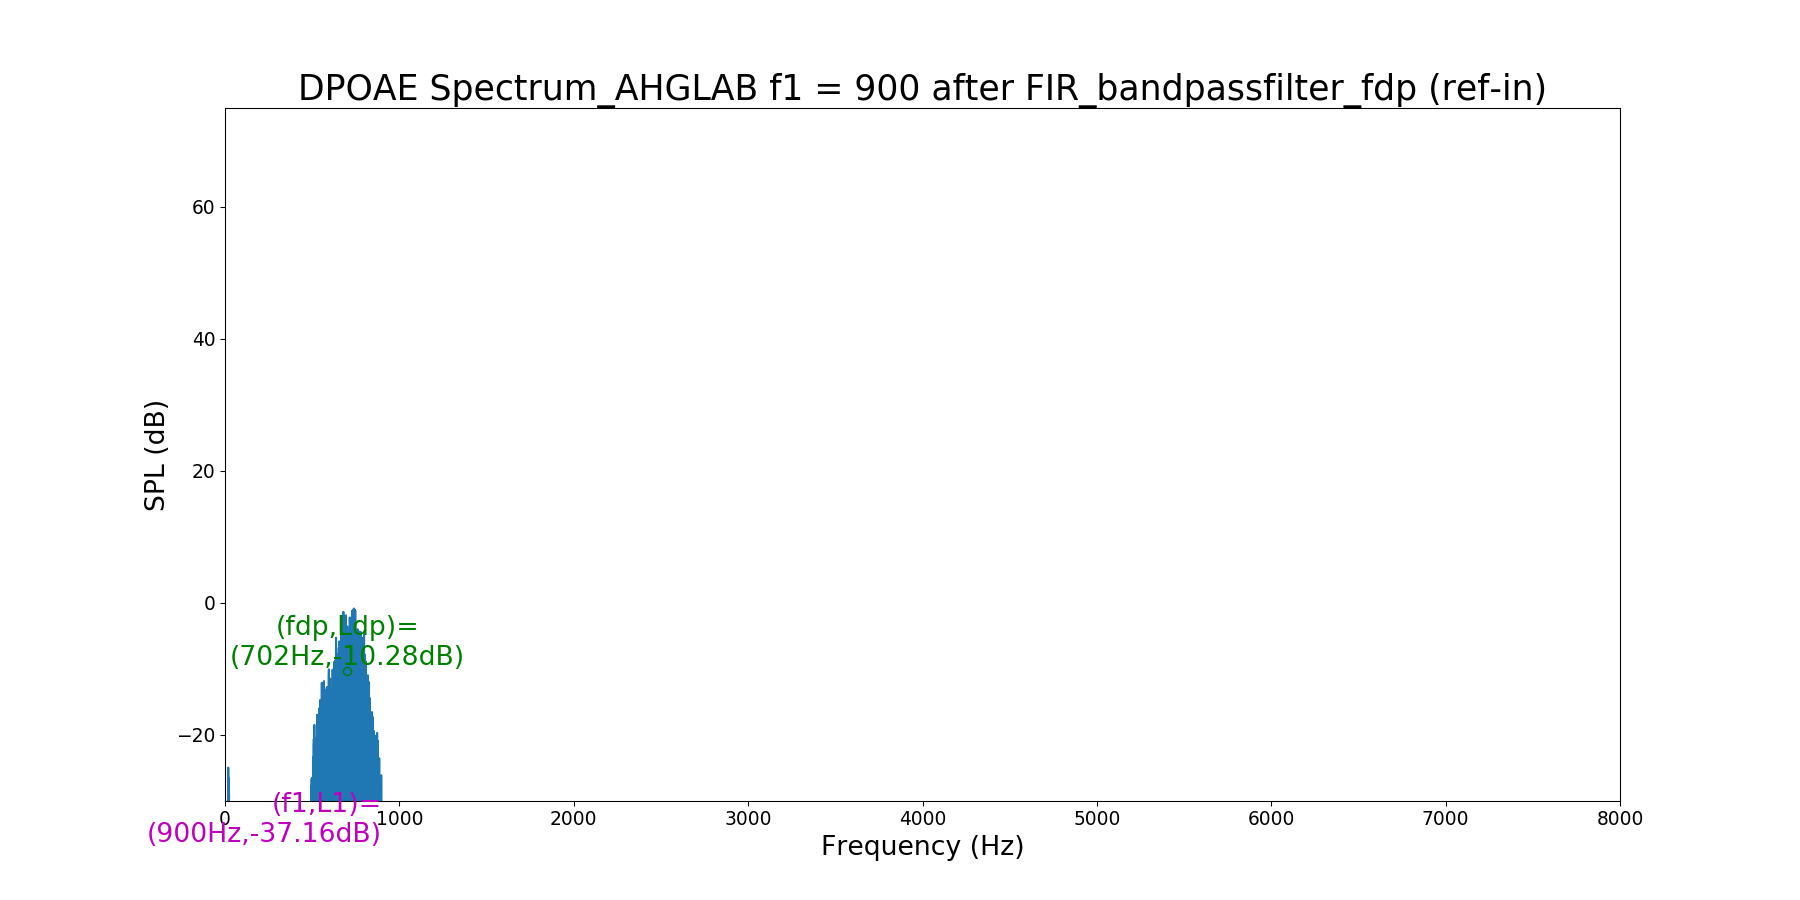 DPOAE Spectrum_AHGLAB f1 = 900 after FIR_bandpassfilter_fdp (ref-in)
SPL (dB)
60
40
20
0
−20
(fdp,Ldp)=
(702Hz,-10.28dB)
(f1,L1)=
(900Hz,-37.16dB)
0 1000 2000 3000 4000 5000 6000 7000 8000
Frequency (Hz)